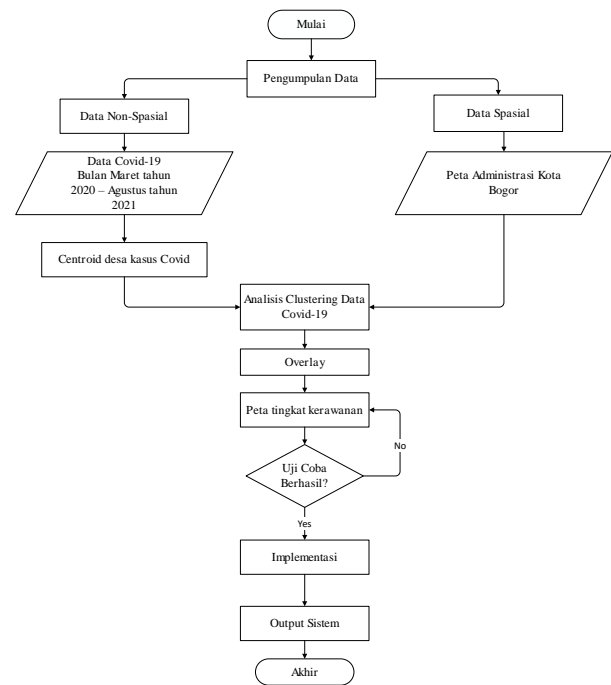 Mulai
Pengumpulan Data
Data Non-Spasial
Data Spasial
Data Covid-19
Bulan Maret tahun
2020 – Agustus tahun
2021
Peta Administrasi Kota
Bogor
Centroid desa kasus Covid
Analisis Clustering Data
Covid-19
Overlay
Peta tingkat kerawanan
No
Uji Coba
Berhasil?
Yes
Implementasi
Output Sistem
Akhir